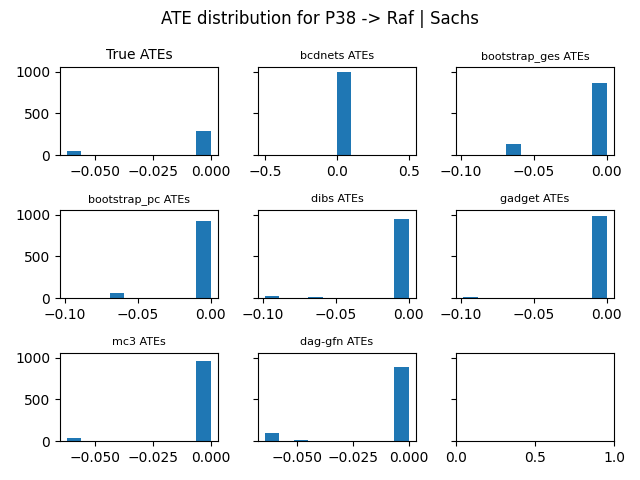 ATE distribution for P38 -> Raf | Sachs
True ATEs
bcdnets ATEs
bootstrap_ges ATEs
1000
500
0
−0.050 −0.025 0.000
−0.5 0.0 0.5
−0.10 −0.05 0.00
bootstrap_pc ATEs
dibs ATEs
gadget ATEs
1000
500
0
−0.10 −0.05 0.00
−0.10 −0.05 0.00
−0.10 −0.05 0.00
mc3 ATEs
dag-gfn ATEs
1000
500
0
−0.050 −0.025 0.000
−0.050 −0.025 0.000
0.0 0.5 1.0